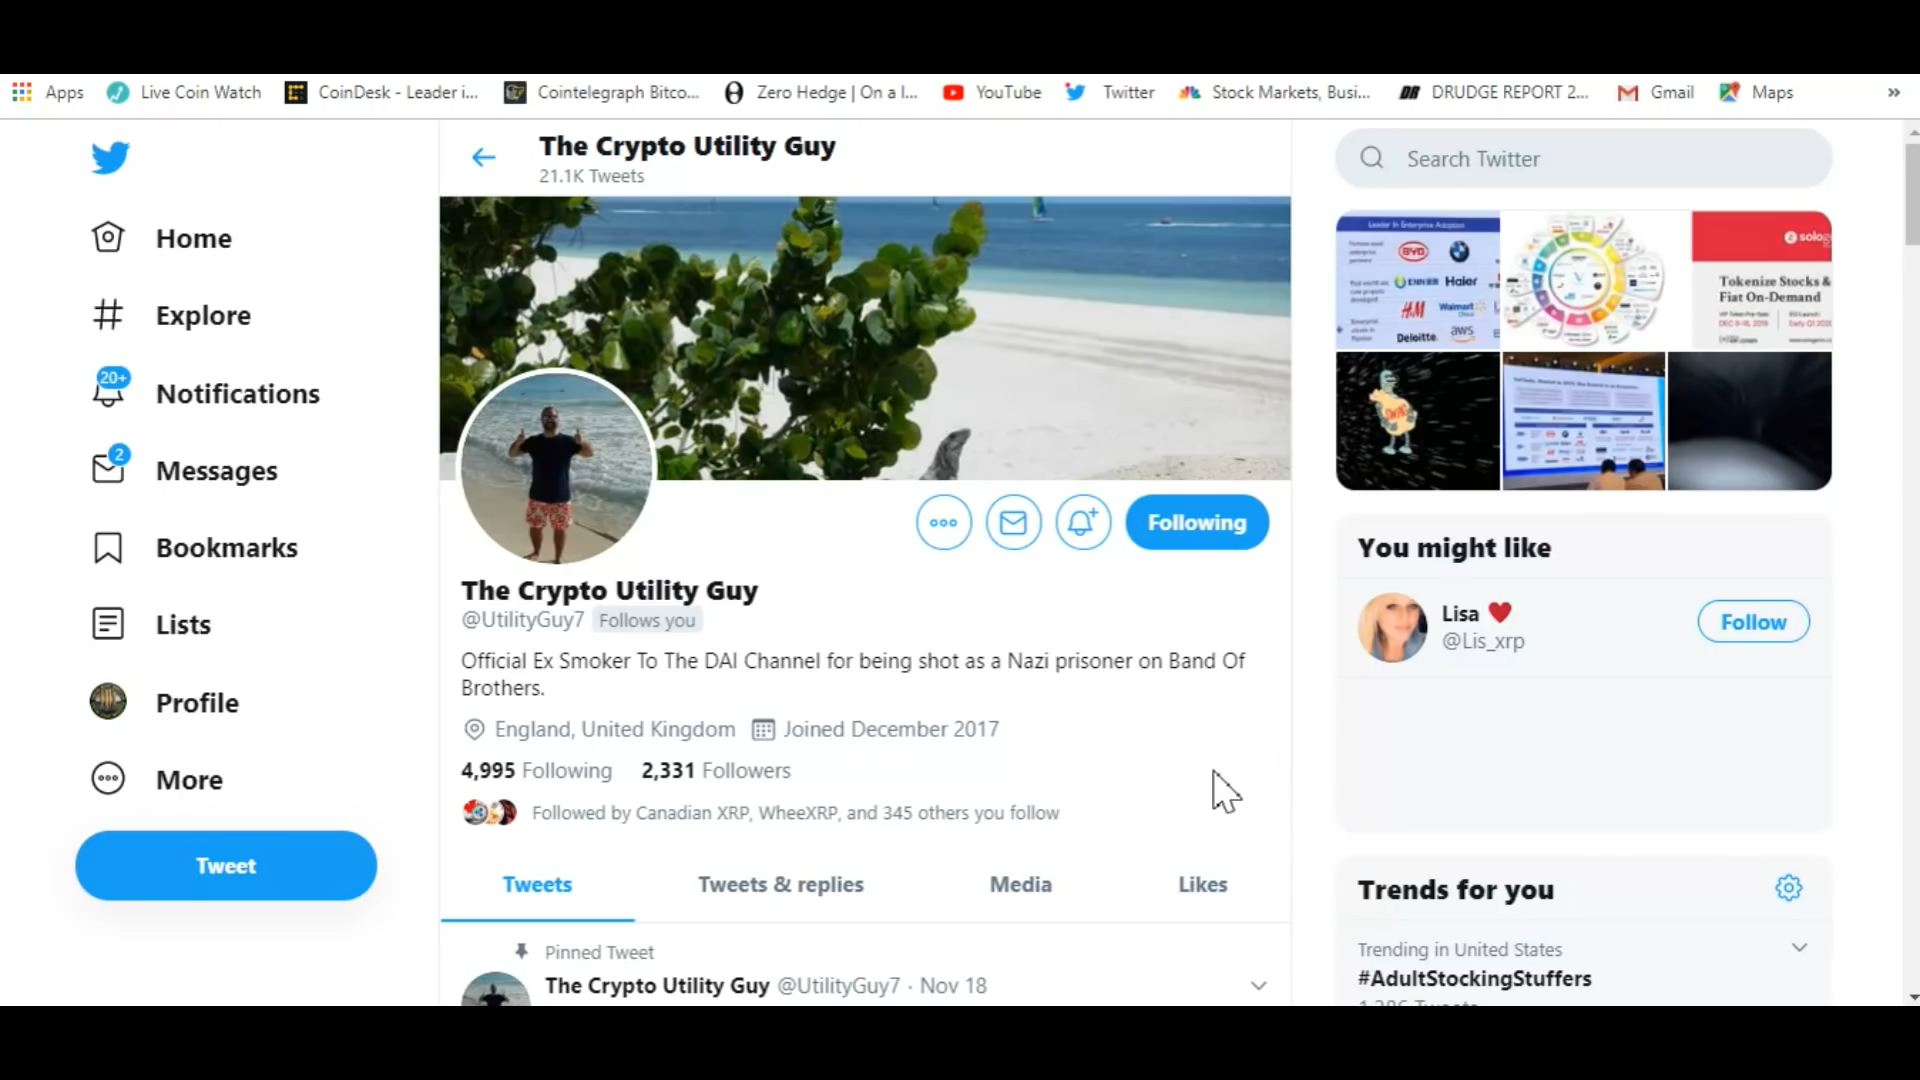 Apps
Live Coin Watch
CoinDesk - Leader i...
Cointelegraph Bitco...
Zero Hedge | On a l...
YouTube
Twitter
Stock Markets, Busi...
DRUDGE REPORT 2...
Gmail
Maps
»
Home
Explore
20+
Notifications
2
Messages
Bookmarks
Lists
Profile
More
Tweet
The Crypto Utility Guy
21.1K Tweets
Following
The Crypto Utility Guy
@UtilityGuy7 Follows you
Official Ex Smoker To The DAI Channel for being shot as a Nazi prisoner on Band Of
Brothers.
England, United Kingdom Joined December 2017
4,995 Following 2,331 Followers
Followed by Canadian XRP, WheeXRP, and 345 others you follow
Tweets
Tweets & replies
Media
Likes
Pinned Tweet
The Crypto Utility Guy @UtilityGuy7 · Nov 18
Search Twitter
Leader In Enterprise Adoption
BYD
Haier
H&M
Walmart
Deloitte.
aws
Tokenize Stocks &
Fiat On-Demand
You might like
Lisa ❤️
@Lis_xrp
Follow
Trends for you
Trending in United States
#AdultStockingStuffers